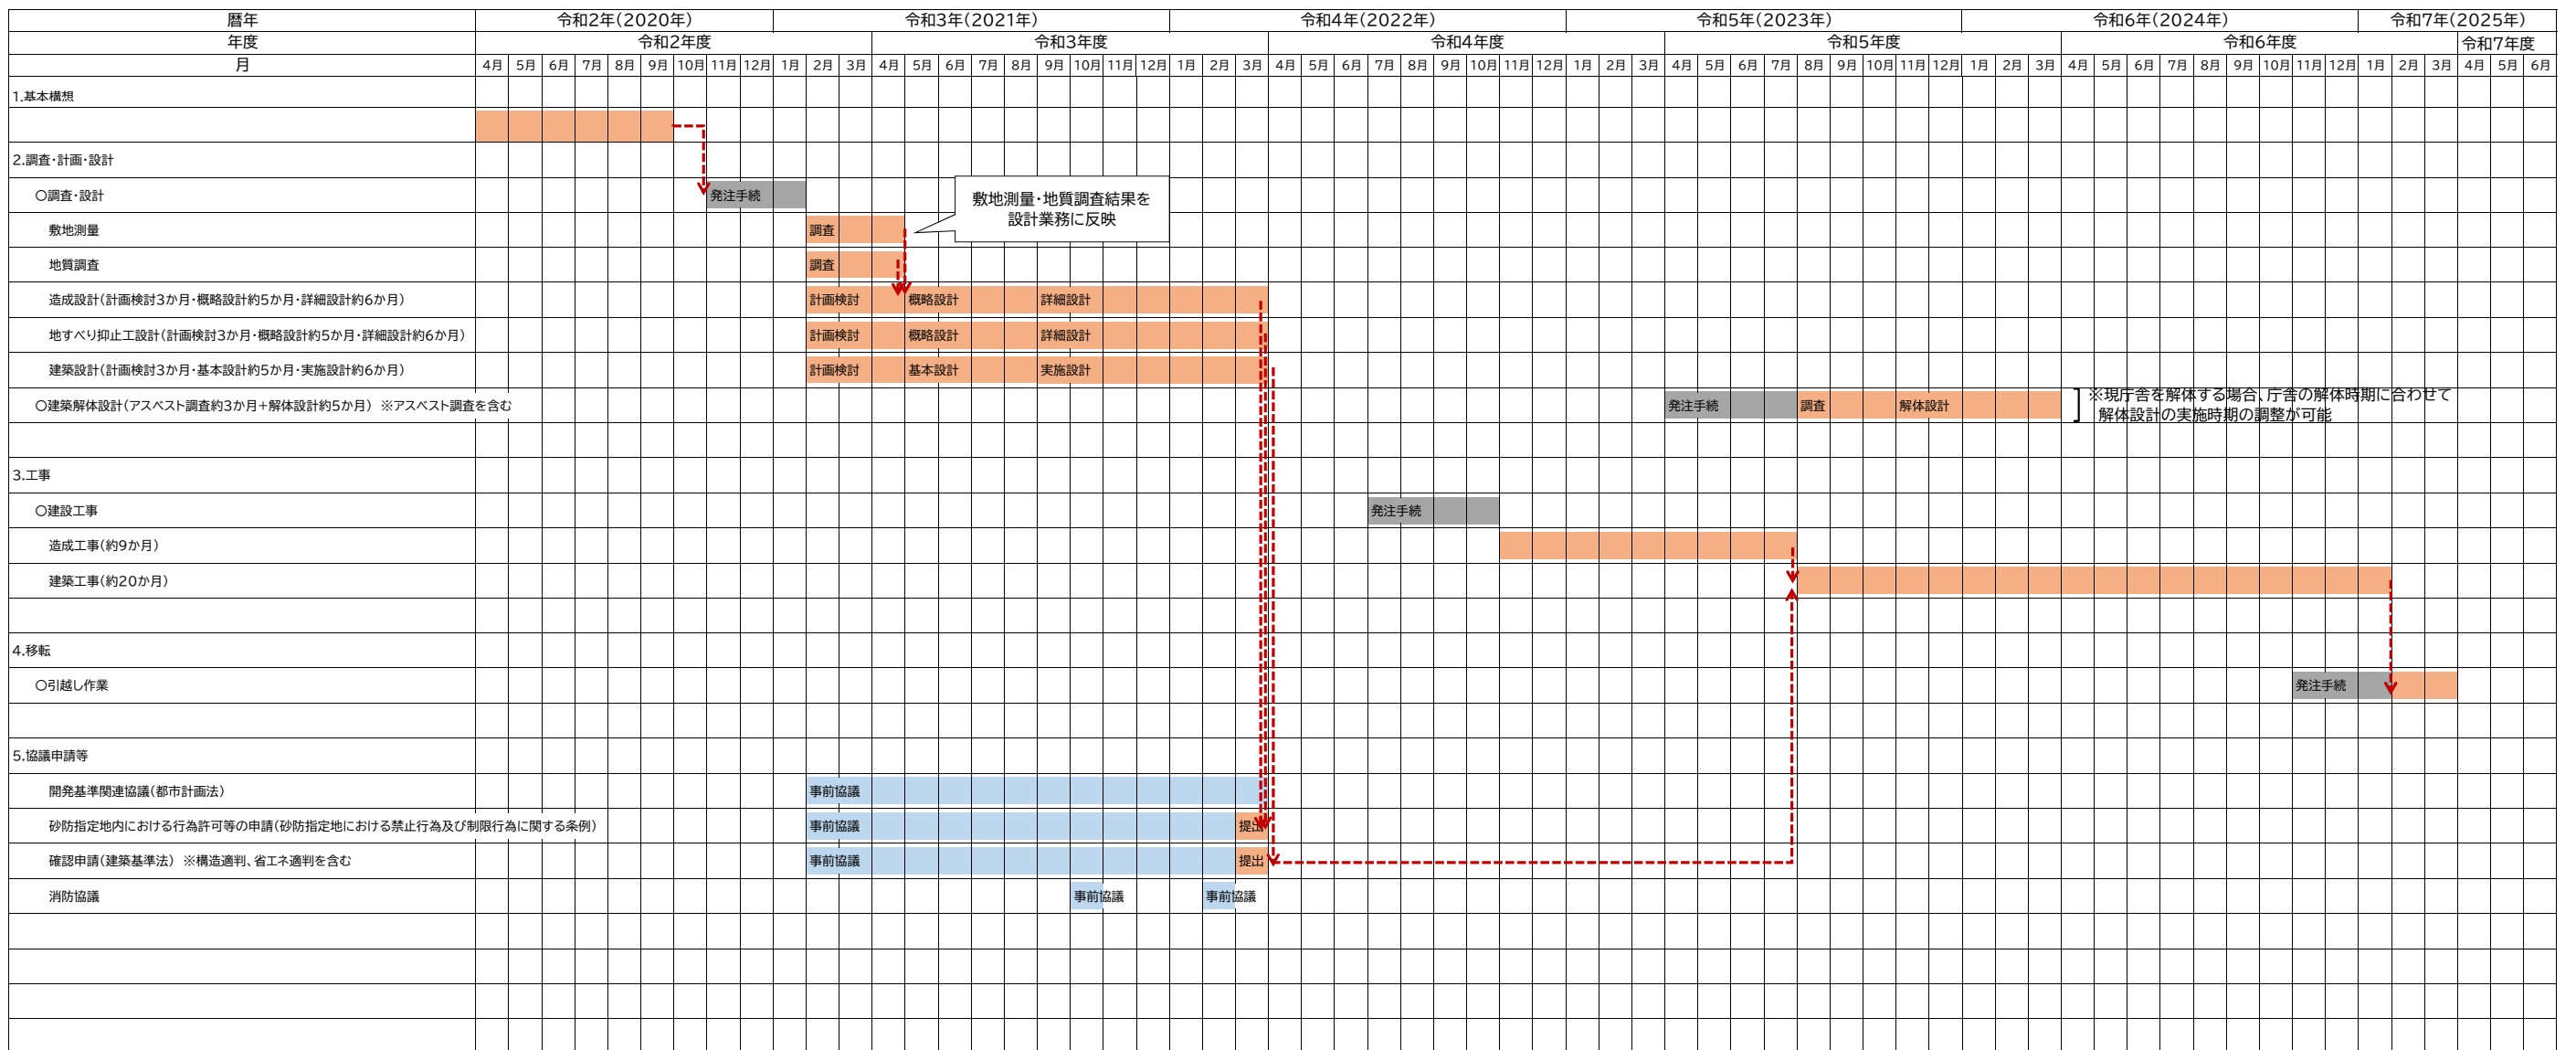 暦年 令和2年(2020年) 令和3年(2021年) 令和4年(2022年) 令和5年(2023年) 令和6年(2024年) 令和7年(2025年)
年度 令和2年度 令和3年度 令和4年度 令和5年度 令和6年度 令和7年度
月 4月 5月 6月 7月 8月 9月 10月 11月 12月 1月 2月 3月 4月 5月 6月 7月 8月 9月 10月 11月 12月 1月 2月 3月 4月 5月 6月 7月 8月 9月 10月 11月 12月 1月 2月 3月 4月 5月 6月 7月 8月 9月 10月 11月 12月 1月 2月 3月 4月 5月 6月 7月 8月 9月 10月 11月 12月 1月 2月 3月 4月 5月 6月
1.基本構想
2.調査・計画・設計
〇調査・設計 発注手続
敷地測量・地質調査結果を
設計業務に反映
敷地測量 調査
地質調査 調査
造成設計(計画検討3か月・概略設計約5か月・詳細設計約6か月) 計画検討 概略設計 詳細設計
地すべり抑止工設計(計画検討3か月・概略設計約5か月・詳細設計約6か月) 計画検討 概略設計 詳細設計
建築設計(計画検討3か月・基本設計約5か月・実施設計約6か月) 計画検討 基本設計 実施設計
〇建築解体設計(アスベスト調査約3か月+解体設計約5か月) ※アスベスト調査を含む 発注手続 調査 解体設計
※現庁舎を解体する場合、庁舎の解体時期に合わせて
解体設計の実施時期の調整が可能
3.工事
〇建設工事 発注手続
造成工事(約9か月)
建築工事(約20か月)
4.移転
〇引越し作業 発注手続
5.協議申請等
開発基準関連協議(都市計画法) 事前協議
砂防指定地内における行為許可等の申請(砂防指定地における禁止行為及び制限行為に関する条例) 事前協議 提出
確認申請(建築基準法) ※構造適判、省エネ適判を含む 事前協議 提出
消防協議 事前協議 事前協議